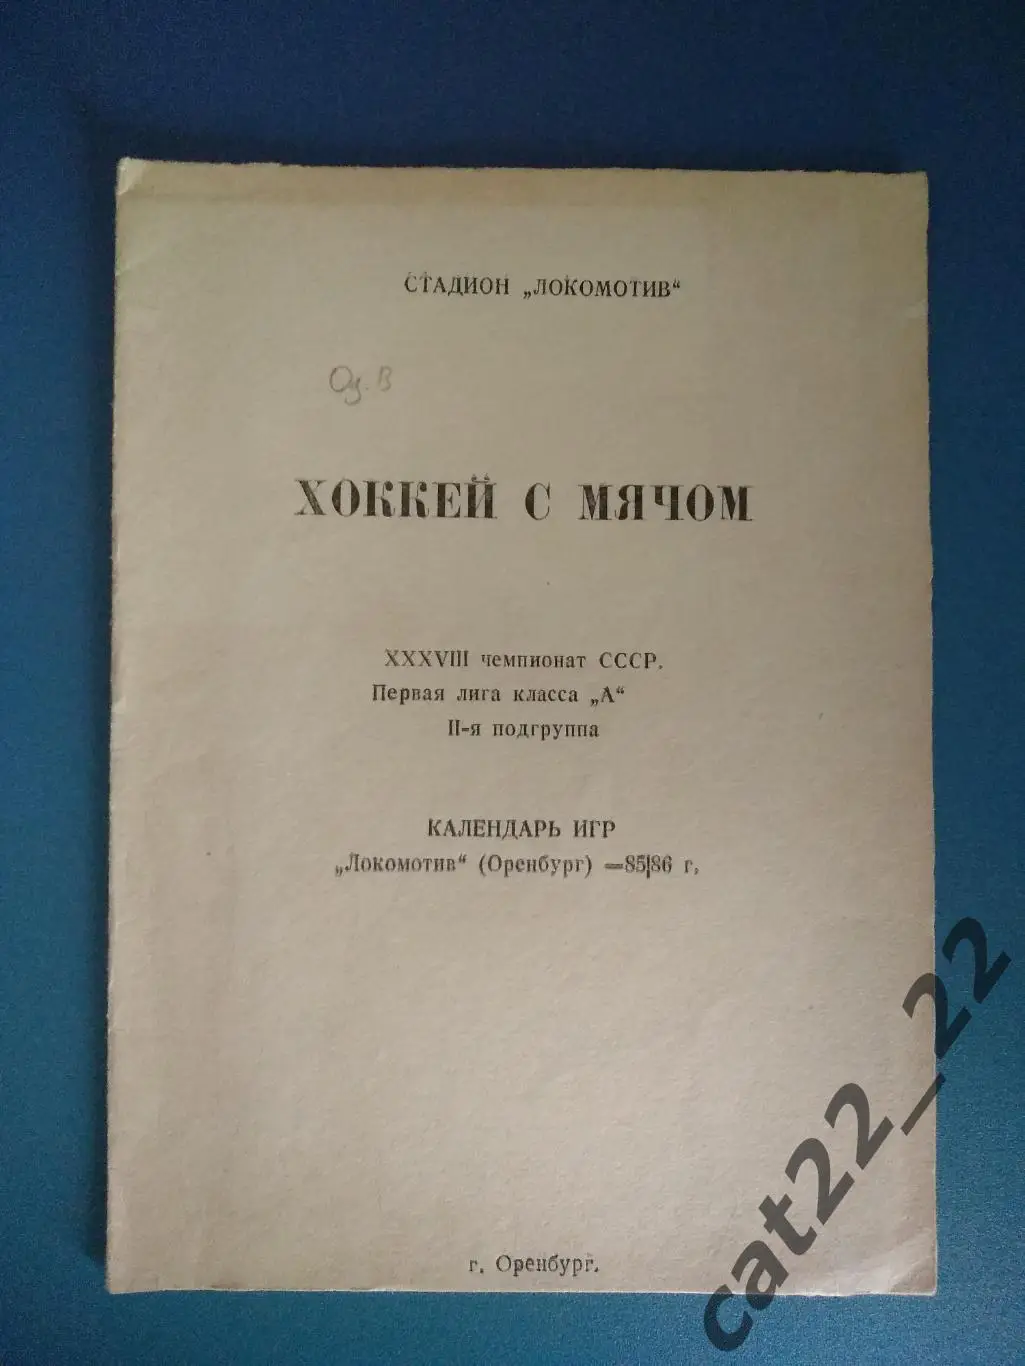 СТАДИОН „ЛОКОМОТИВ“
Оз. В
ХОККЕЙ С МЯЧОМ
XXXVIII чемпионат СССР.
Первая лига класса „А“
II-я подгруппа
КАЛЕНДАРЬ ИГР
„Локомотив“ (Оренбург) —85|86 г.
г. Оренбург.
cat22_22